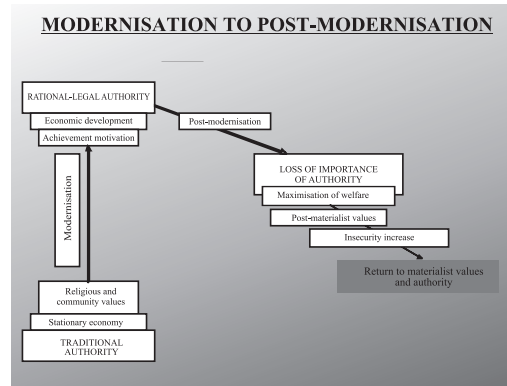 MODERNISATION TO POST-MODERNISATION
RATIONAL-LEGAL AUTHORITY
Economic development
Achievement motivation
Post-modernisation
Modernisation
LOSS OF IMPORTANCE
OF AUTHORITY
Maximisation of welfare
Post-materialist values
Insecurity increase
Return to materialist values
and authority
Religious and
community values
Stationary economy
TRADITIONAL
AUTHORITY